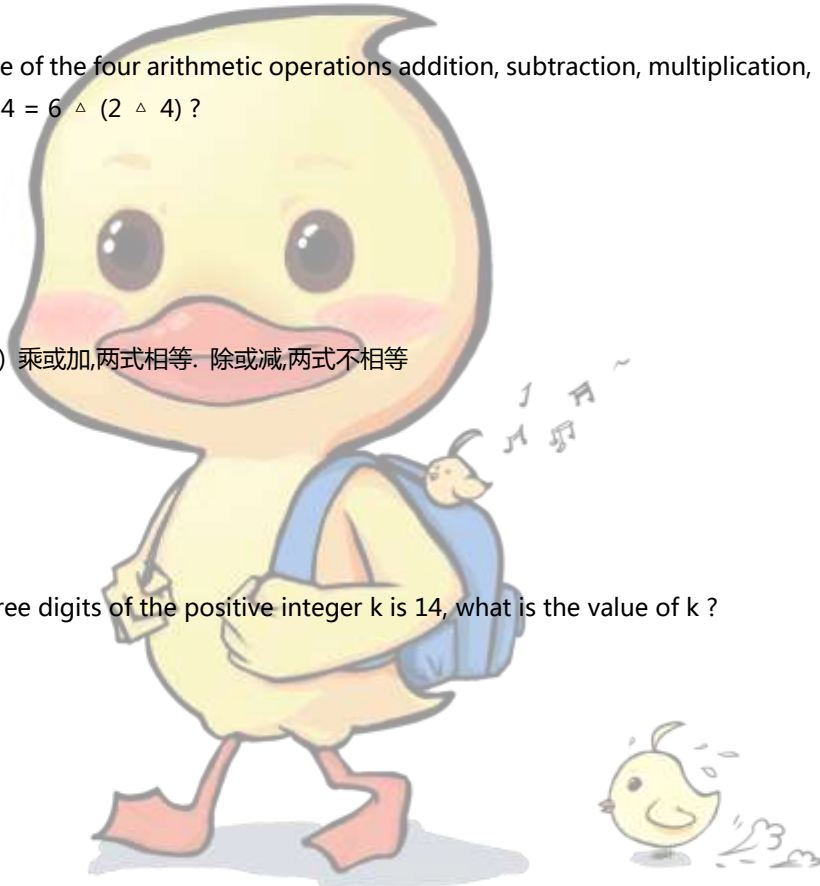 e of the four arithmetic operations addition, subtraction, multiplication,
4 = 6 △ (2 △ 4) ?
) 乘或加,两式相等. 除或减,两式不相等
ree digits of the positive integer k is 14, what is the value of k ?